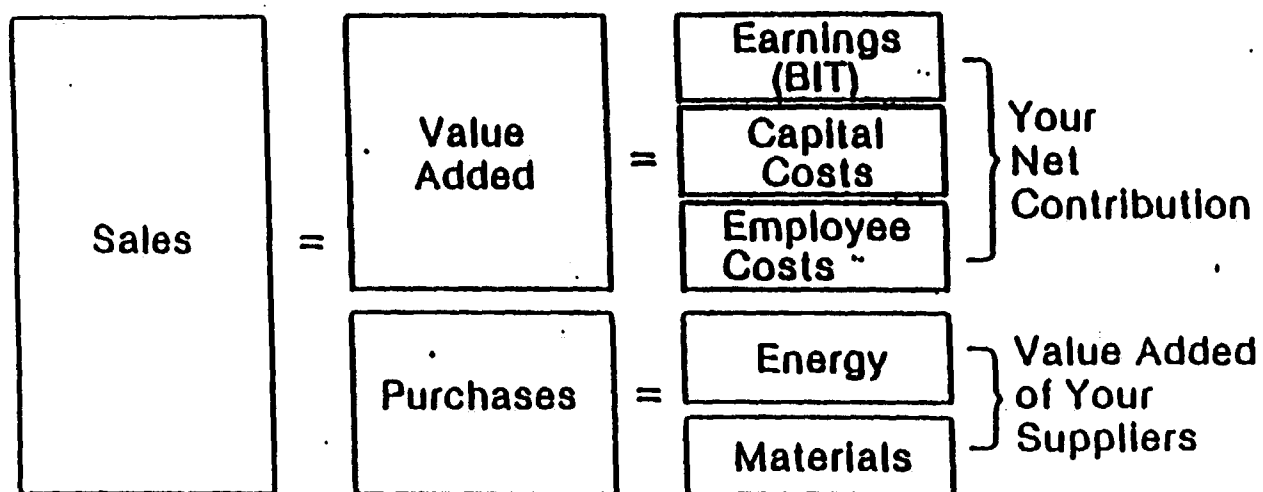 Sales
=
Value
Added
=
Earnings
(BIT)
Capital
Costs
Employee
Costs
Your
Net
Contribution
Purchases
=
Energy
Materials
Value Added
of Your
Suppliers